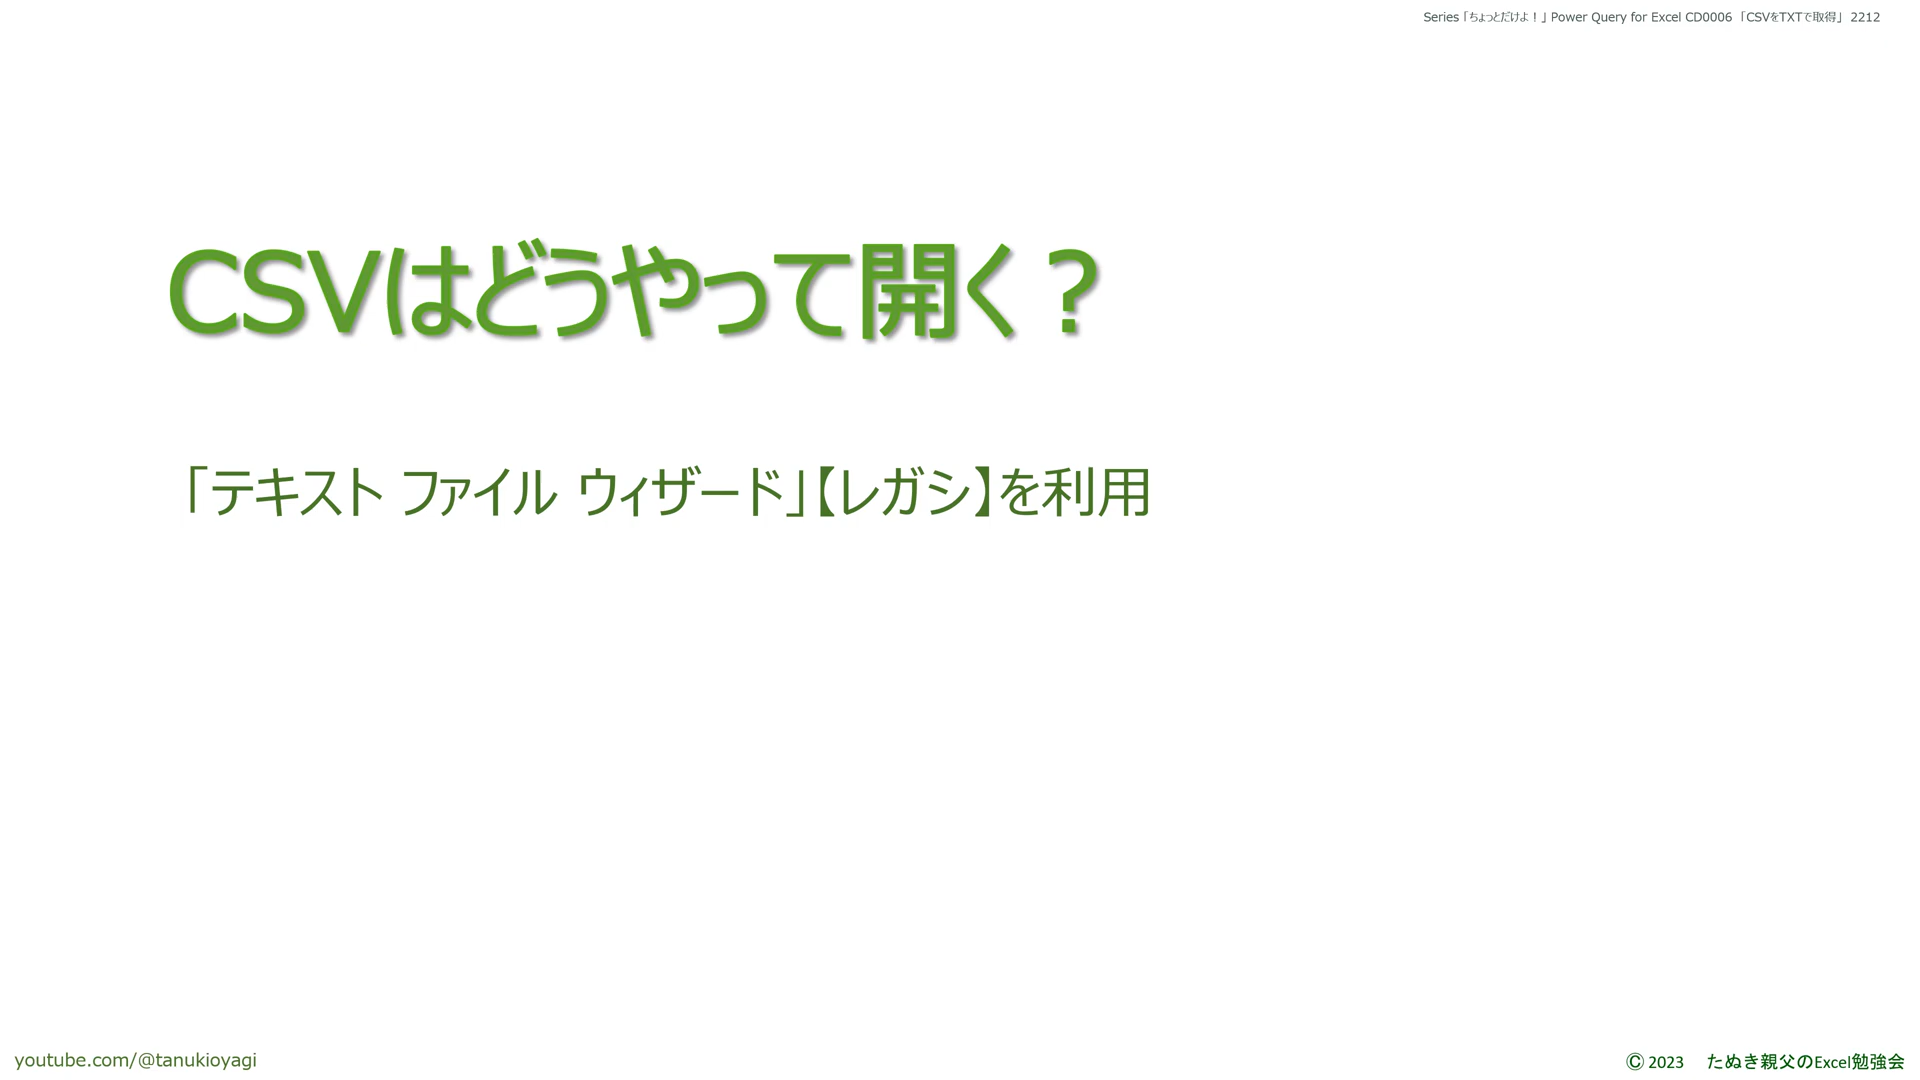 Series「ちょっとだけよ！」Power Query for Excel CD0006 「CSVをTXTで取得」 2212
CSVはどうやって開く？
「テキスト ファイル ウィザード」【レガシ】を利用
youtube.com/@tanukioyagi
© 2023 たぬき親父のExcel勉強会